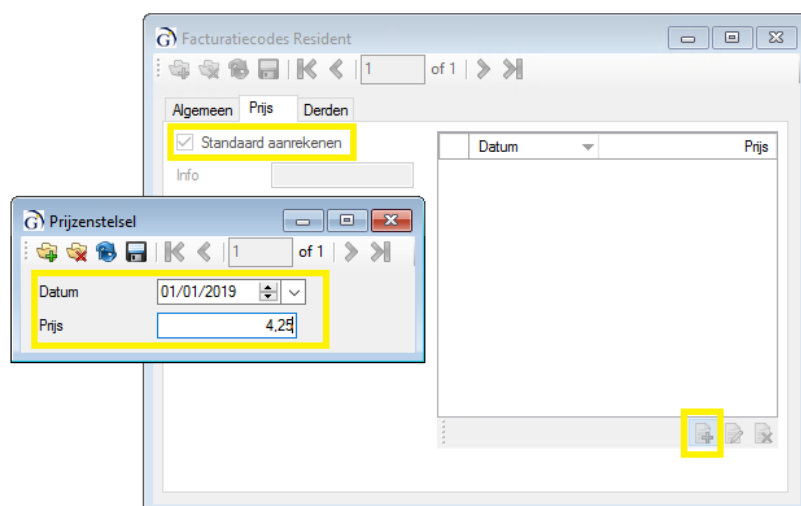 Facturatiecodes Resident
1 of 1
Algemeen Prijs Derden
Standaard aanrekenen
Info
Datum Prijs
Prijzenstelsel
1 of 1
Datum 01/01/2019
Prijs 4,25